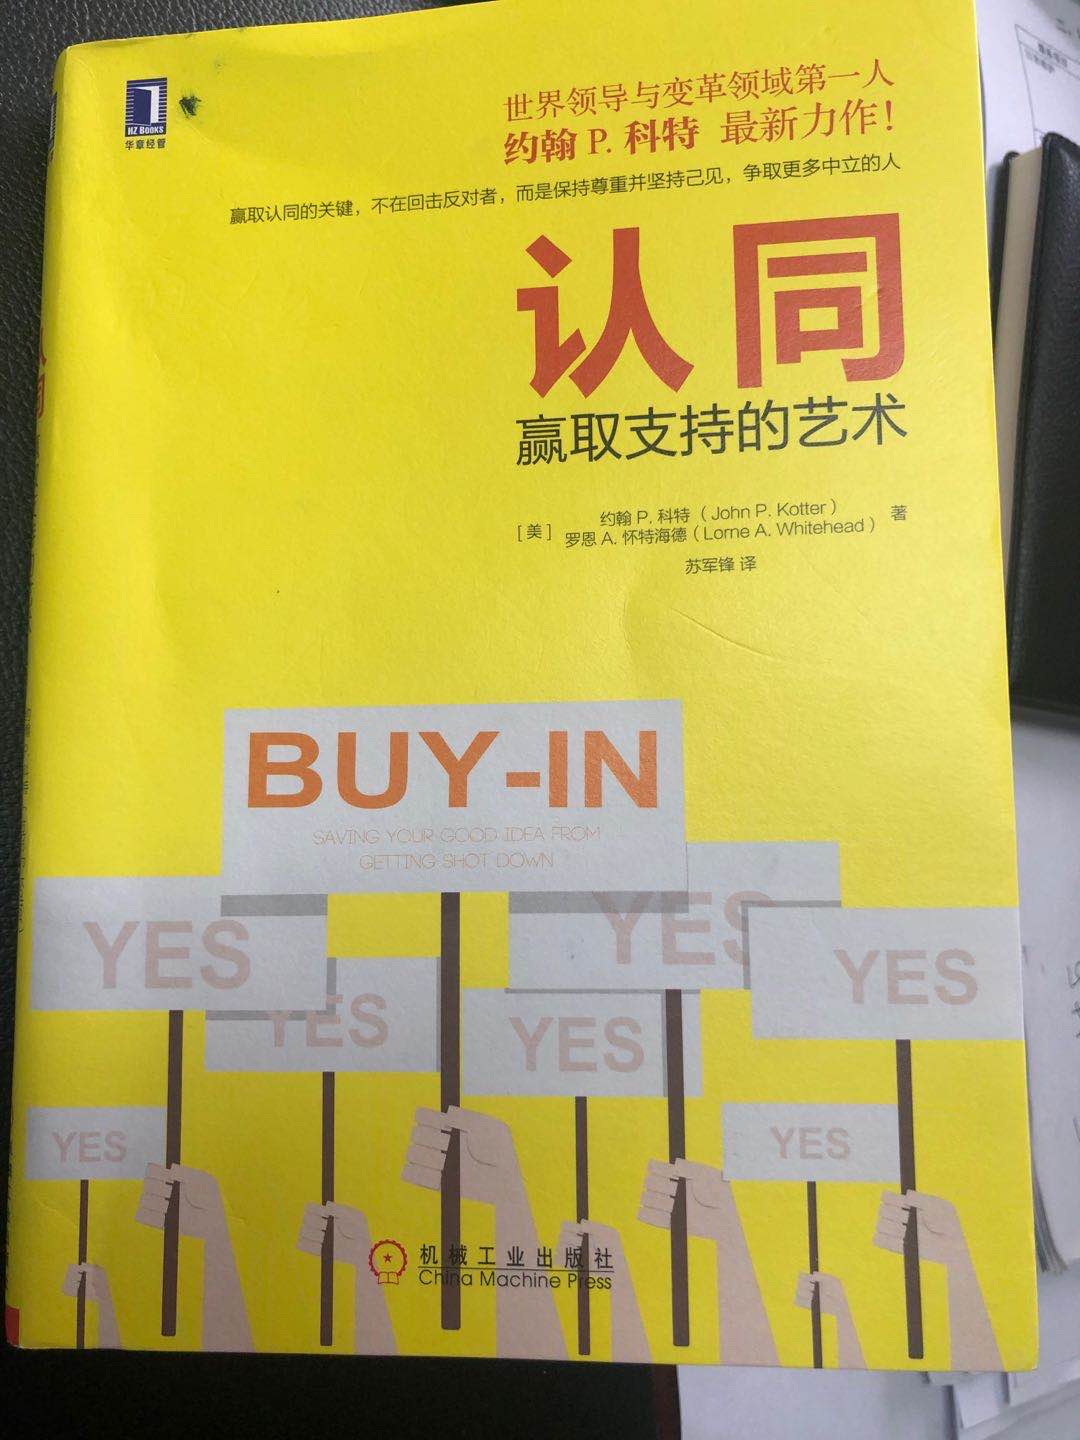 HZ BOOKS
华章经管
世界领导与变革领域第一人
约翰 P. 科特 最新力作！
赢取认同的关键，不在回击反对者，而是保持尊重并坚持己见，争取更多中立的人
认同
赢取支持的艺术
[美]
约翰 P. 科特（John P. Kotter）
罗恩 A. 怀特海德（Lorne A. Whitehead）
著
苏军锋 译
BUY-IN
SAVING YOUR GOOD IDEA FROM
GETTING SHOT DOWN
YES
YES
YES
YES
YES
YES
YES
机械工业出版社
China Machine Press